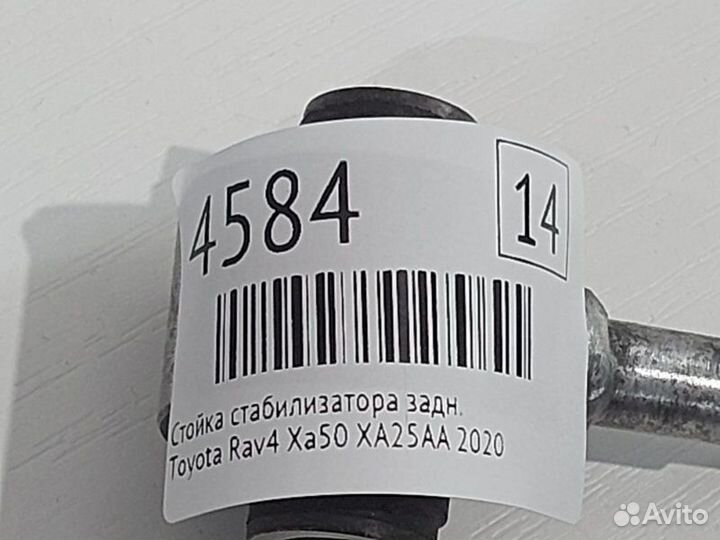 4584
14
Стойка стабилизатора задн.
Toyota Rav4 Xa50 XA25AA 2020
Avito